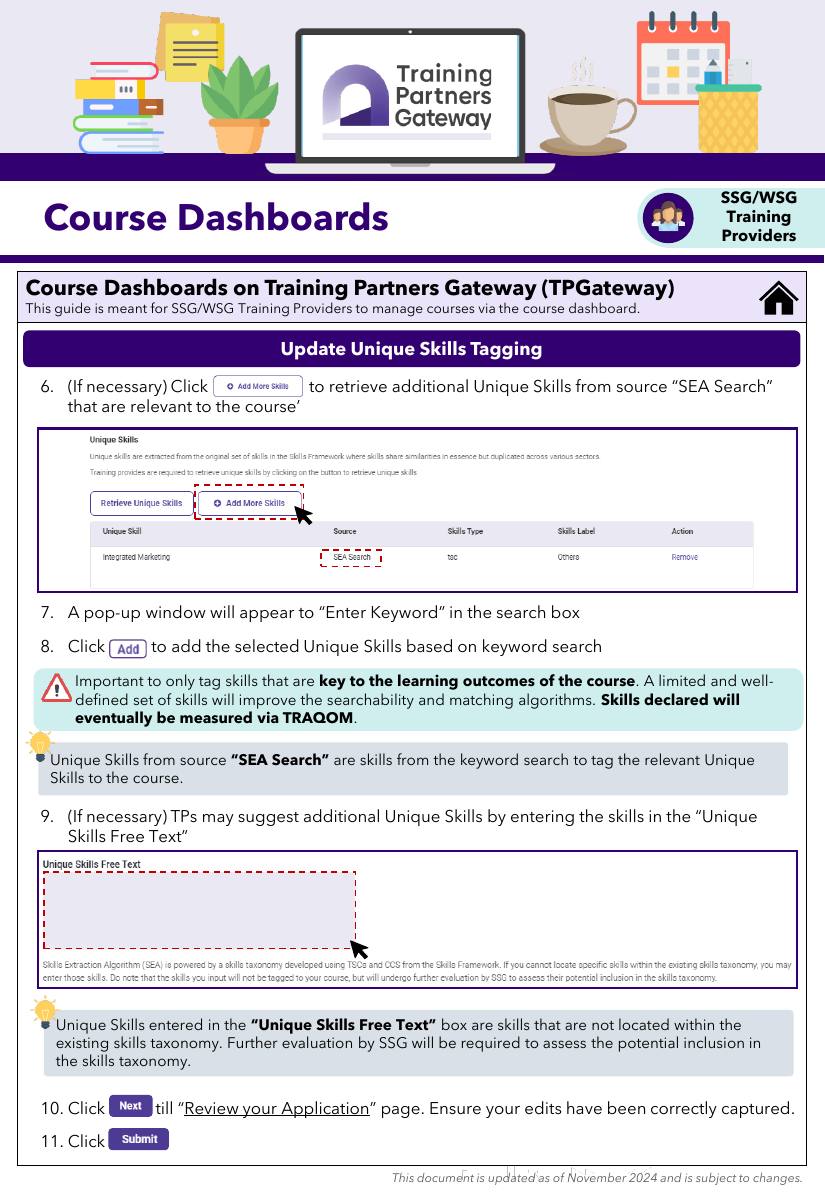 Training
Partners
Gateway
Course Dashboards
SSG/WSG
Training
Providers
Course Dashboards on Training Partners Gateway (TPGateway)
This guide is meant for SSG/WSG Training Providers to manage courses via the course dashboard.
Update Unique Skills Tagging
6. (If necessary) Click Add More Skills to retrieve additional Unique Skills from source “SEA Search”
that are relevant to the course’
Unique Skills
Unique skills are extracted from the original set of skills in the Skills Framework where skills share similarities in essence but duplicated across various sectors.
Training provides are required to retrieve unique skills by clicking on the button to retrieve unique skills
Retrieve Unique Skills Add More Skills
Unique Skill Source Skills Type Skills Label Action
Integrated Marketing SEA Search tsc Others Remove
7. A pop-up window will appear to “Enter Keyword” in the search box
8. Click Add to add the selected Unique Skills based on keyword search
Important to only tag skills that are key to the learning outcomes of the course. A limited and well-
defined set of skills will improve the searchability and matching algorithms. Skills declared will
eventually be measured via TRAQOM.
Unique Skills from source “SEA Search” are skills from the keyword search to tag the relevant Unique
Skills to the course.
9. (If necessary) TPs may suggest additional Unique Skills by entering the skills in the “Unique
Skills Free Text”
Unique Skills Free Text
Skills Extraction Algorithm (SEA) is powered by a skills taxonomy developed using TSCs and CCS from the Skills Framework. If you cannot locate specific skills within the existing skills taxonomy, you may
enter those skills. Do note that the skills you input will not be tagged to your course, but will undergo further evaluation by SSG to assess their potential inclusion in the skills taxonomy.
Unique Skills entered in the “Unique Skills Free Text” box are skills that are not located within the
existing skills taxonomy. Further evaluation by SSG will be required to assess the potential inclusion in
the skills taxonomy.
10. Click Next till “Review your Application” page. Ensure your edits have been correctly captured.
11. Click Submit
This document is updated as of November 2024 and is subject to changes.